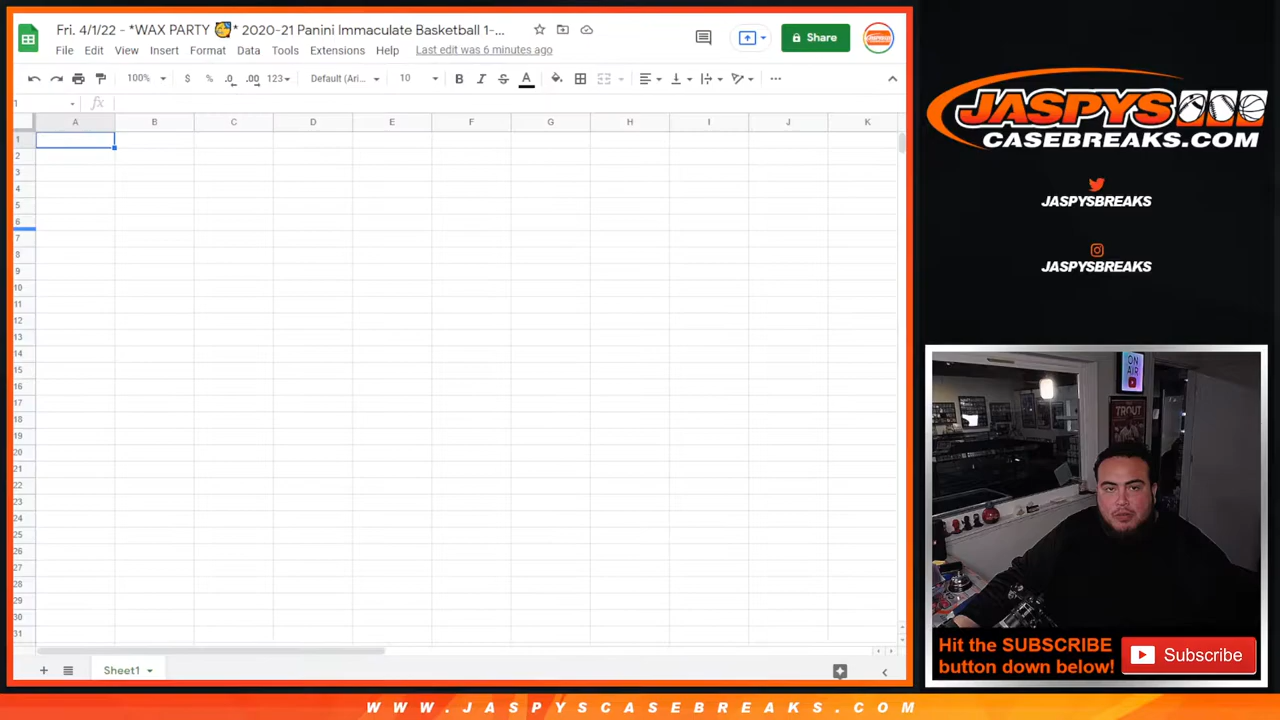 Fri. 4/1/22 - *WAX PARTY 🥳* 2020-21 Panini Immaculate Basketball 1-...
File Edit View Insert Format Data Tools Extensions Help Last edit was 6 minutes ago
Share
100% $ % .0 .00 123 Default (Ari... 10 B I S A
1 fx
A B C D E F G H I J K
1
2
3
4
5
6
7
8
9
10
11
12
13
14
15
16
17
18
19
20
21
22
23
24
25
26
27
28
29
30
31
Sheet1
JASPYS
CASEBREAKS.COM
JASPYSBREAKS
JASPYSBREAKS
ON
AIR
TROUT
Hit the SUBSCRIBE
button down below!
Subscribe
WWW.JASPYSCASEBREAKS.COM